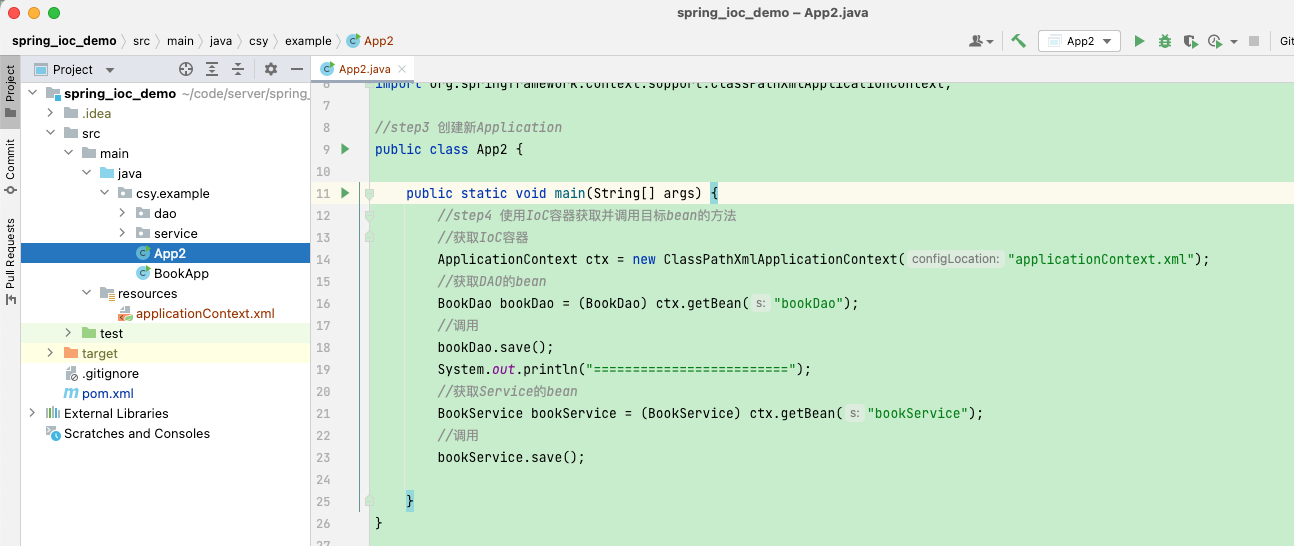 spring_ioc_demo – App2.java
spring_ioc_demo 〉 src 〉 main 〉 java 〉 csy 〉 example 〉 App2
App2
Git
Project
Commit
Pull Requests
Project
spring_ioc_demo ~/code/server/spring_
.idea
src
main
java
csy.example
dao
service
App2
BookApp
resources
applicationContext.xml
test
target
.gitignore
pom.xml
External Libraries
Scratches and Consoles
App2.java
6 import org.springframework.context.support.ClassPathXmlApplicationContext;
7
8 //step3 创建新Application
9 public class App2 {
10
11 public static void main(String[] args) {
12 //step4 使用IoC容器获取并调用目标bean的方法
13 //获取IoC容器
14 ApplicationContext ctx = new ClassPathXmlApplicationContext( configLocation: "applicationContext.xml");
15 //获取DAO的bean
16 BookDao bookDao = (BookDao) ctx.getBean( s: "bookDao");
17 //调用
18 bookDao.save();
19 System.out.println("=========================");
20 //获取Service的bean
21 BookService bookService = (BookService) ctx.getBean( s: "bookService");
22 //调用
23 bookService.save();
24
25 }
26 }
27